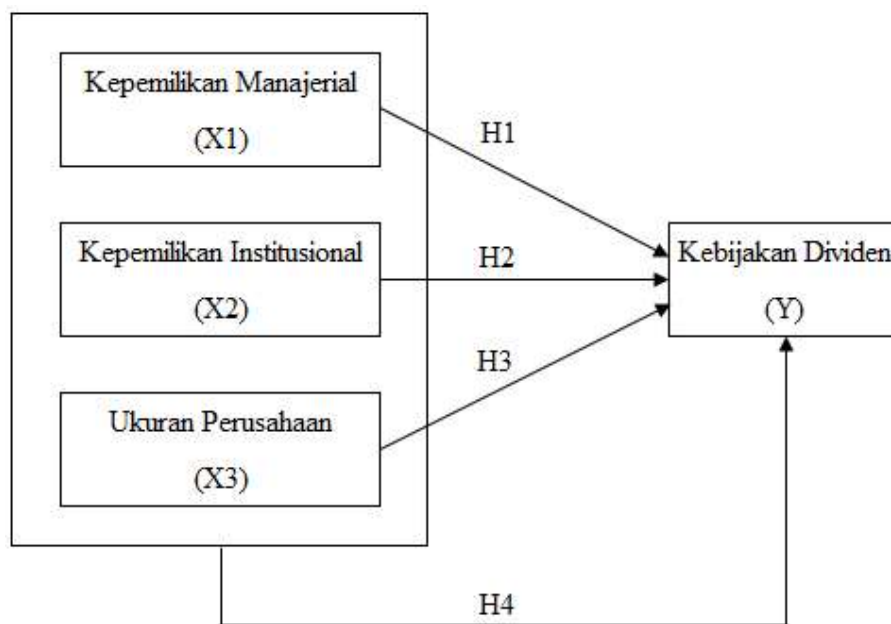 Kepemilikan Manajerial
(X1)
H1
Kepemilikan Institusional
(X2)
H2
Kebijakan Dividen
(Y)
H3
Ukuran Perusahaan
(X3)
H4